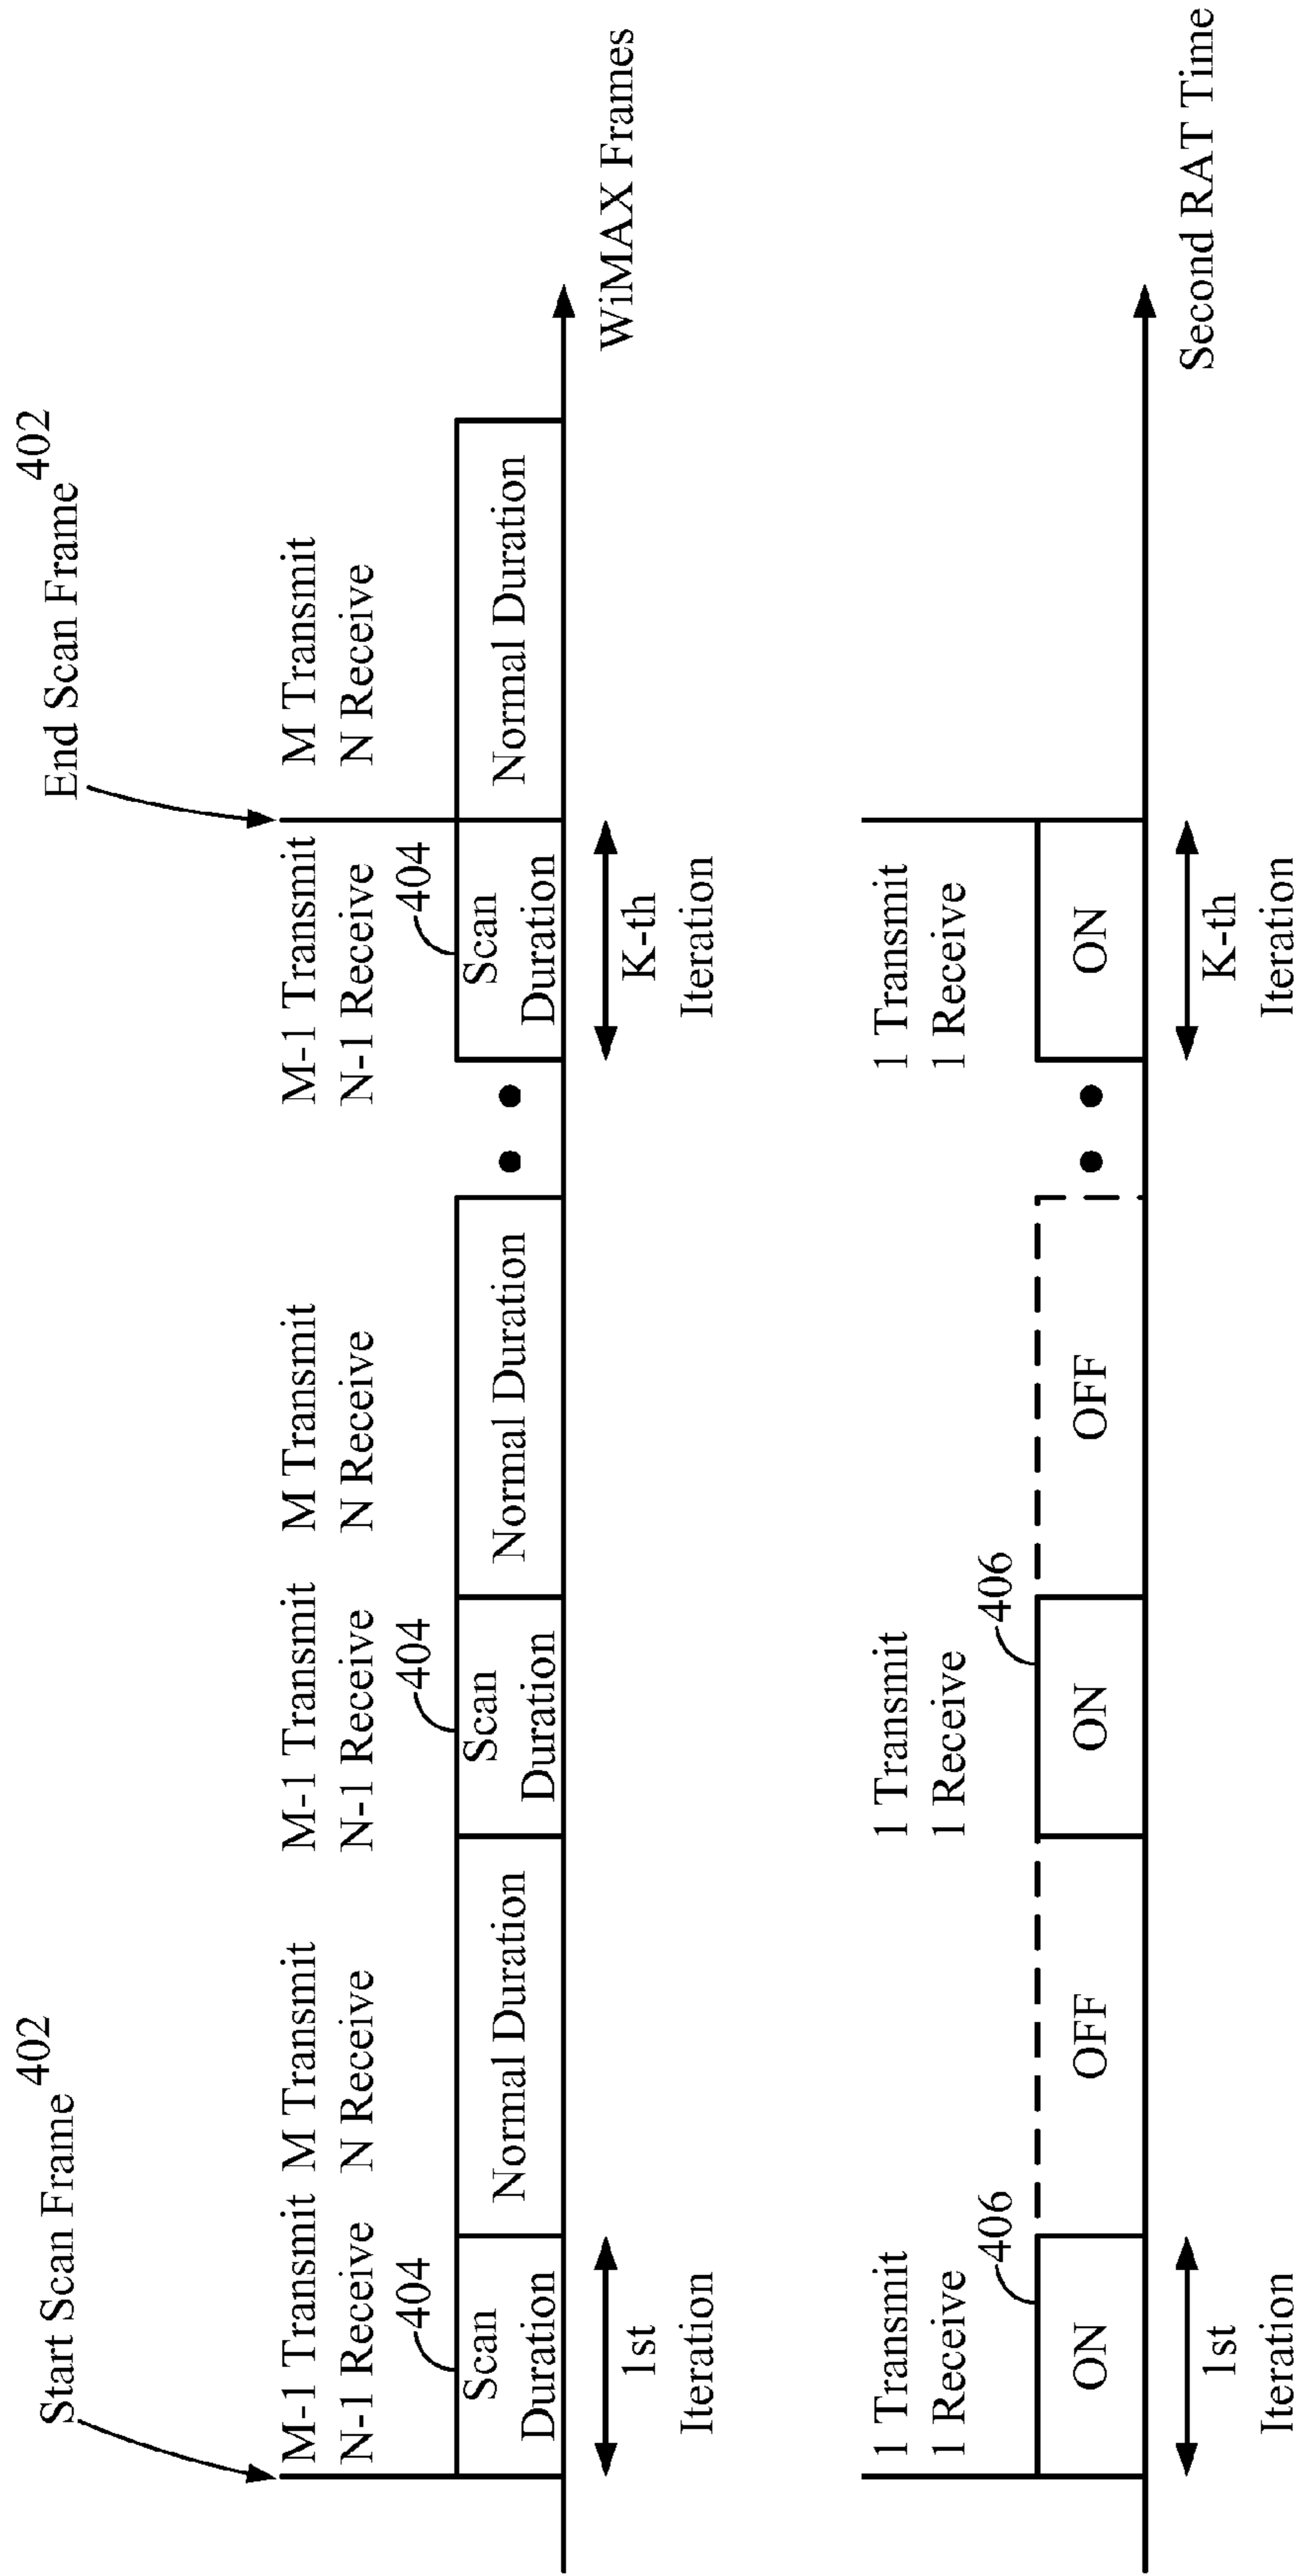 Start Scan Frame 402
End Scan Frame 402
M-1 Transmit
N-1 Receive
M Transmit
N Receive
M-1 Transmit
N-1 Receive
M Transmit
N Receive
M-1 Transmit
N-1 Receive
M Transmit
N Receive
404
404
404
Scan
Duration
Normal Duration
Scan
Duration
Normal Duration
Scan
Duration
Normal Duration
WiMAX Frames
1st
Iteration
K-th
Iteration
1 Transmit
1 Receive
1 Transmit
1 Receive
1 Transmit
1 Receive
406
406
ON
OFF
ON
OFF
ON
Second RAT Time
1st
Iteration
K-th
Iteration